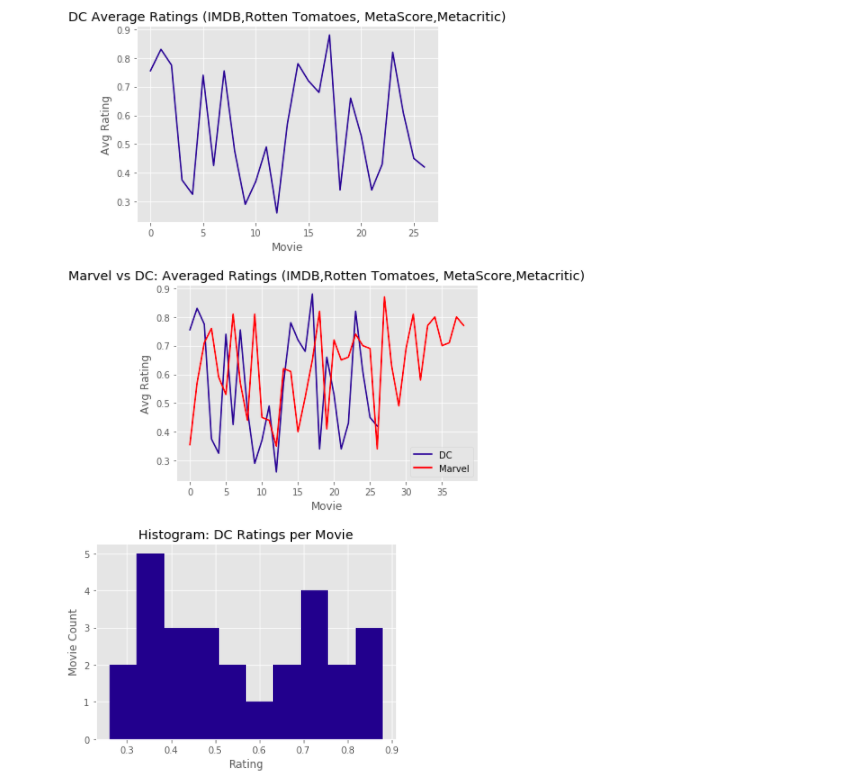 DC Average Ratings (IMDB,Rotten Tomatoes, MetaScore,Metacritic)
0.9
0.8
0.7
0.6
0.5
0.4
0.3
Avg Rating
0 5 10 15 20 25
Movie
Marvel vs DC: Averaged Ratings (IMDB,Rotten Tomatoes, MetaScore,Metacritic)
0.9
0.8
0.7
0.6
0.5
0.4
0.3
Avg Rating
DC
Marvel
0 5 10 15 20 25 30 35
Movie
Histogram: DC Ratings per Movie
5
4
3
2
1
0
Movie Count
0.3 0.4 0.5 0.6 0.7 0.8 0.9
Rating